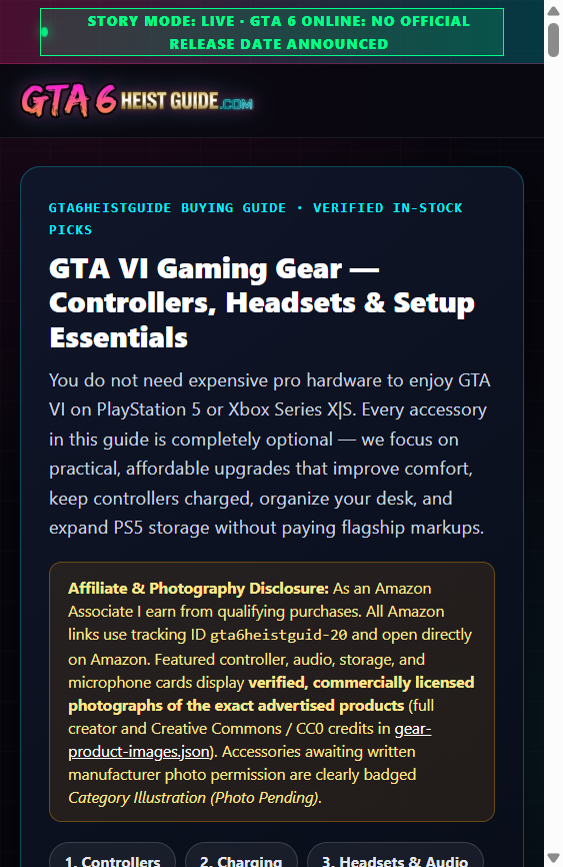 STORY MODE: LIVE · GTA 6 ONLINE: NO OFFICIAL
RELEASE DATE ANNOUNCED
GTA 6 HEIST GUIDE.COM
GTA6HEISTGUIDE BUYING GUIDE · VERIFIED IN-STOCK
PICKS
GTA VI Gaming Gear —
Controllers, Headsets & Setup
Essentials
You do not need expensive pro hardware to enjoy GTA
VI on PlayStation 5 or Xbox Series X|S. Every accessory
in this guide is completely optional — we focus on
practical, affordable upgrades that improve comfort,
keep controllers charged, organize your desk, and
expand PS5 storage without paying flagship markups.
Affiliate & Photography Disclosure: As an Amazon
Associate I earn from qualifying purchases. All Amazon
links use tracking ID gta6heistguid-20 and open directly
on Amazon. Featured controller, audio, storage, and
microphone cards display verified, commercially licensed
photographs of the exact advertised products (full
creator and Creative Commons / CC0 credits in gear-
product-images.json). Accessories awaiting written
manufacturer photo permission are clearly badged
Category Illustration (Photo Pending).
1. Controllers 2. Charging 3. Headsets & Audio